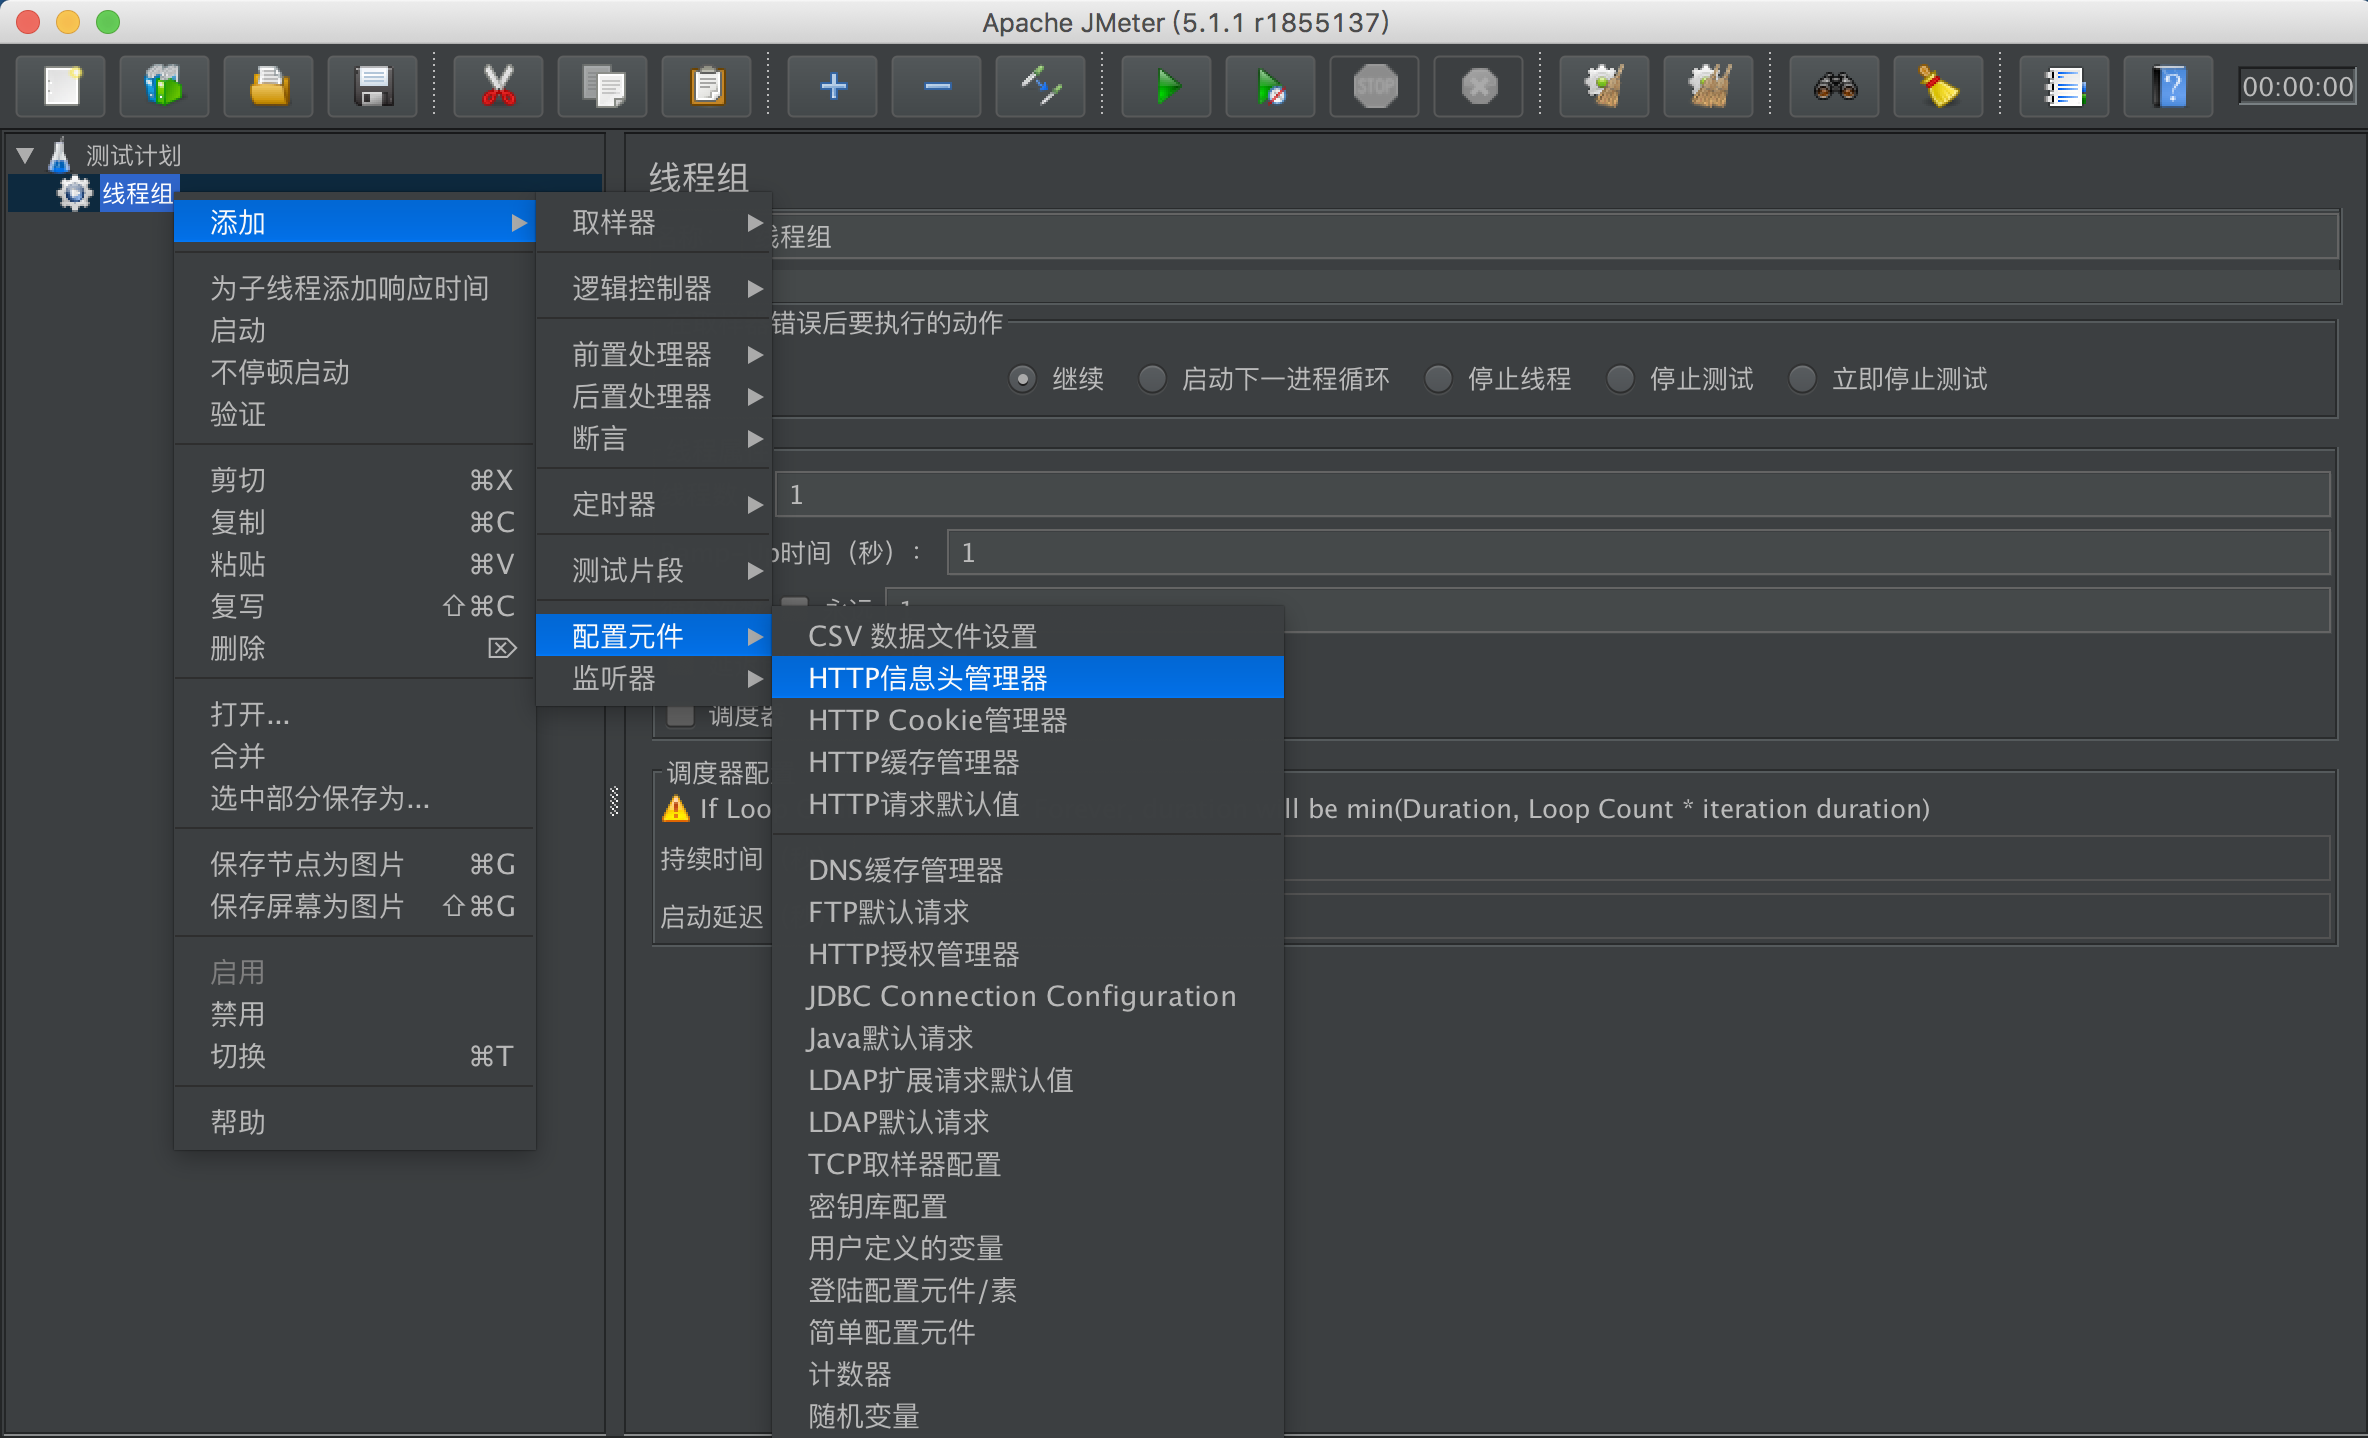 Apache JMeter (5.1.1 r1855137)
STOP
00:00:00
测试计划
线程组
添加
为子线程添加响应时间
启动
不停顿启动
验证
剪切 ⌘X
复制 ⌘C
粘贴 ⌘V
复写 ⇧⌘C
删除 ⌦
打开...
合并
选中部分保存为...
保存节点为图片 ⌘G
保存屏幕为图片 ⇧⌘G
启用
禁用
切换 ⌘T
帮助
取样器
逻辑控制器
前置处理器
后置处理器
断言
定时器
测试片段
配置元件
监听器
CSV 数据文件设置
HTTP信息头管理器
HTTP Cookie管理器
HTTP缓存管理器
HTTP请求默认值
DNS缓存管理器
FTP默认请求
HTTP授权管理器
JDBC Connection Configuration
Java默认请求
LDAP扩展请求默认值
LDAP默认请求
TCP取样器配置
密钥库配置
用户定义的变量
登陆配置元件/素
简单配置元件
计数器
随机变量
线程组
线程组
错误后要执行的动作
继续 启动下一进程循环 停止线程 停止测试 立即停止测试
1
时间（秒）： 1
调度器
调度器配
If Loo ll be min(Duration, Loop Count * iteration duration)
持续时间
启动延迟